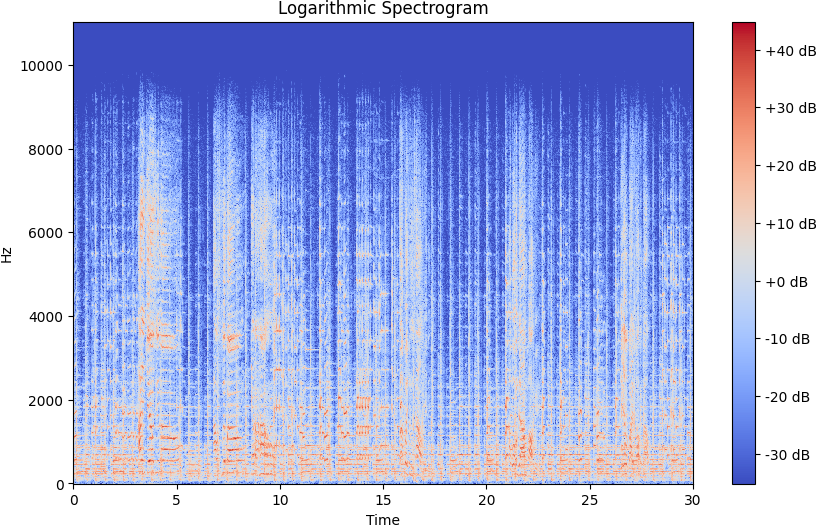 Logarithmic Spectrogram
10000
8000
6000
4000
2000
0
Hz
0 5 10 15 20 25 30
Time
+40 dB
+30 dB
+20 dB
+10 dB
+0 dB
-10 dB
-20 dB
-30 dB